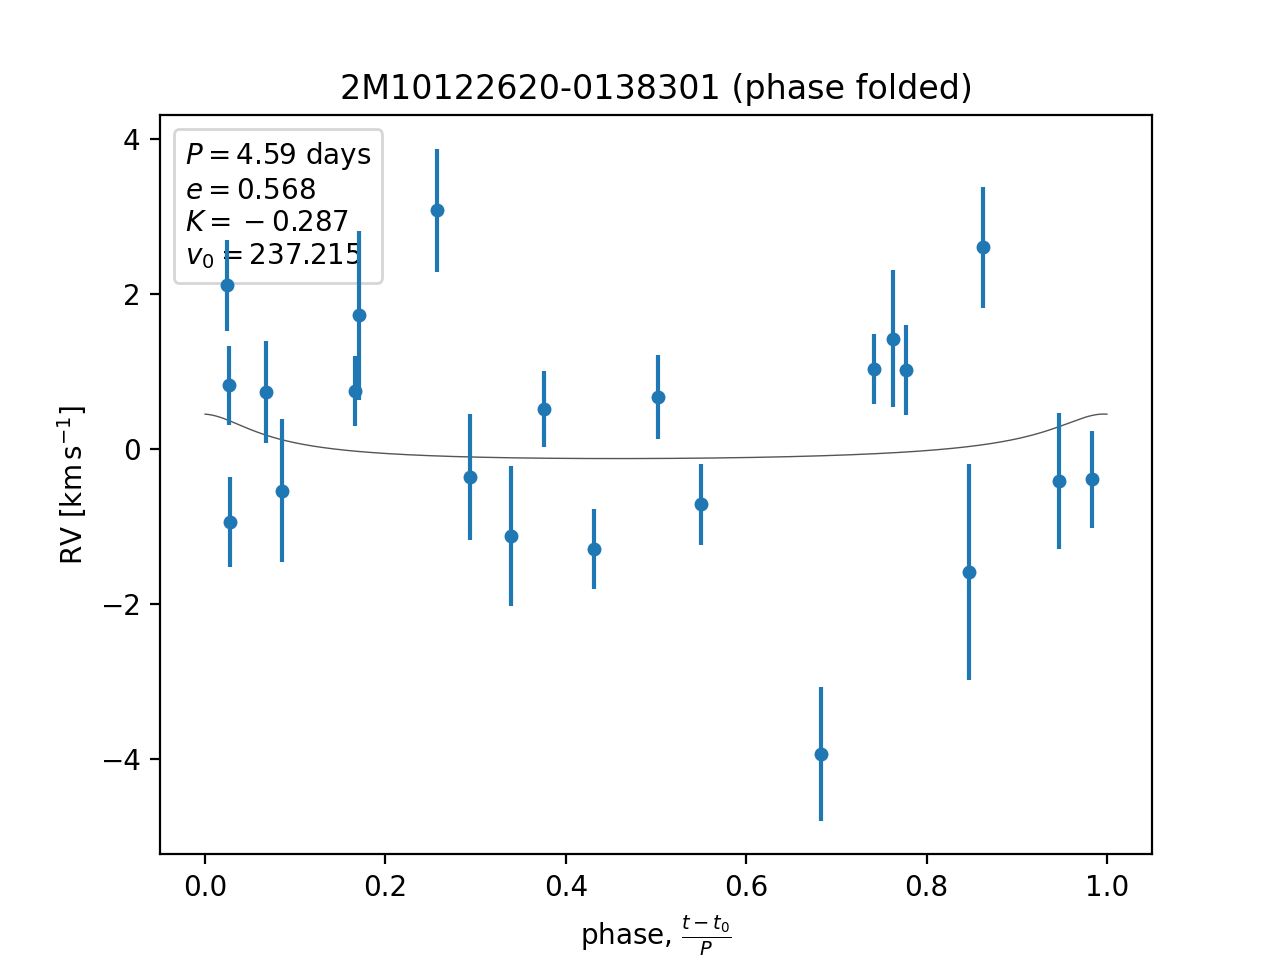 2M10122620-0138301 (phase folded)
P = 4.59 days
e = 0.568
K = −0.287
v₀ = 237.215
RV [km s⁻¹]
4
2
0
−2
−4
0.0 0.2 0.4 0.6 0.8 1.0
phase, (t − t₀)/P